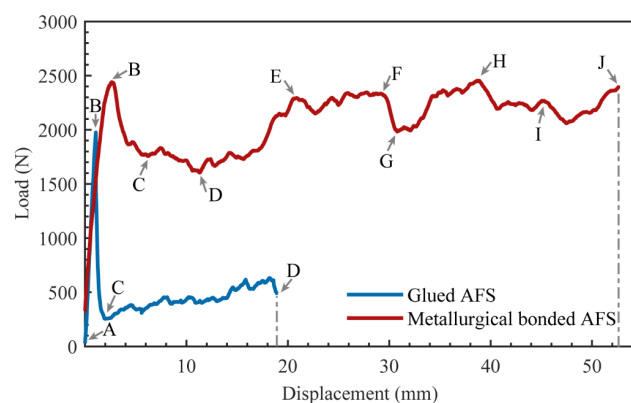 3000
2500
2000
1500
1000
500
0
Load (N)
B
B
C
D
E
F
G
H
I
J
C
A
D
Glued AFS
Metallurgical bonded AFS
0
10
20
30
40
50
Displacement (mm)